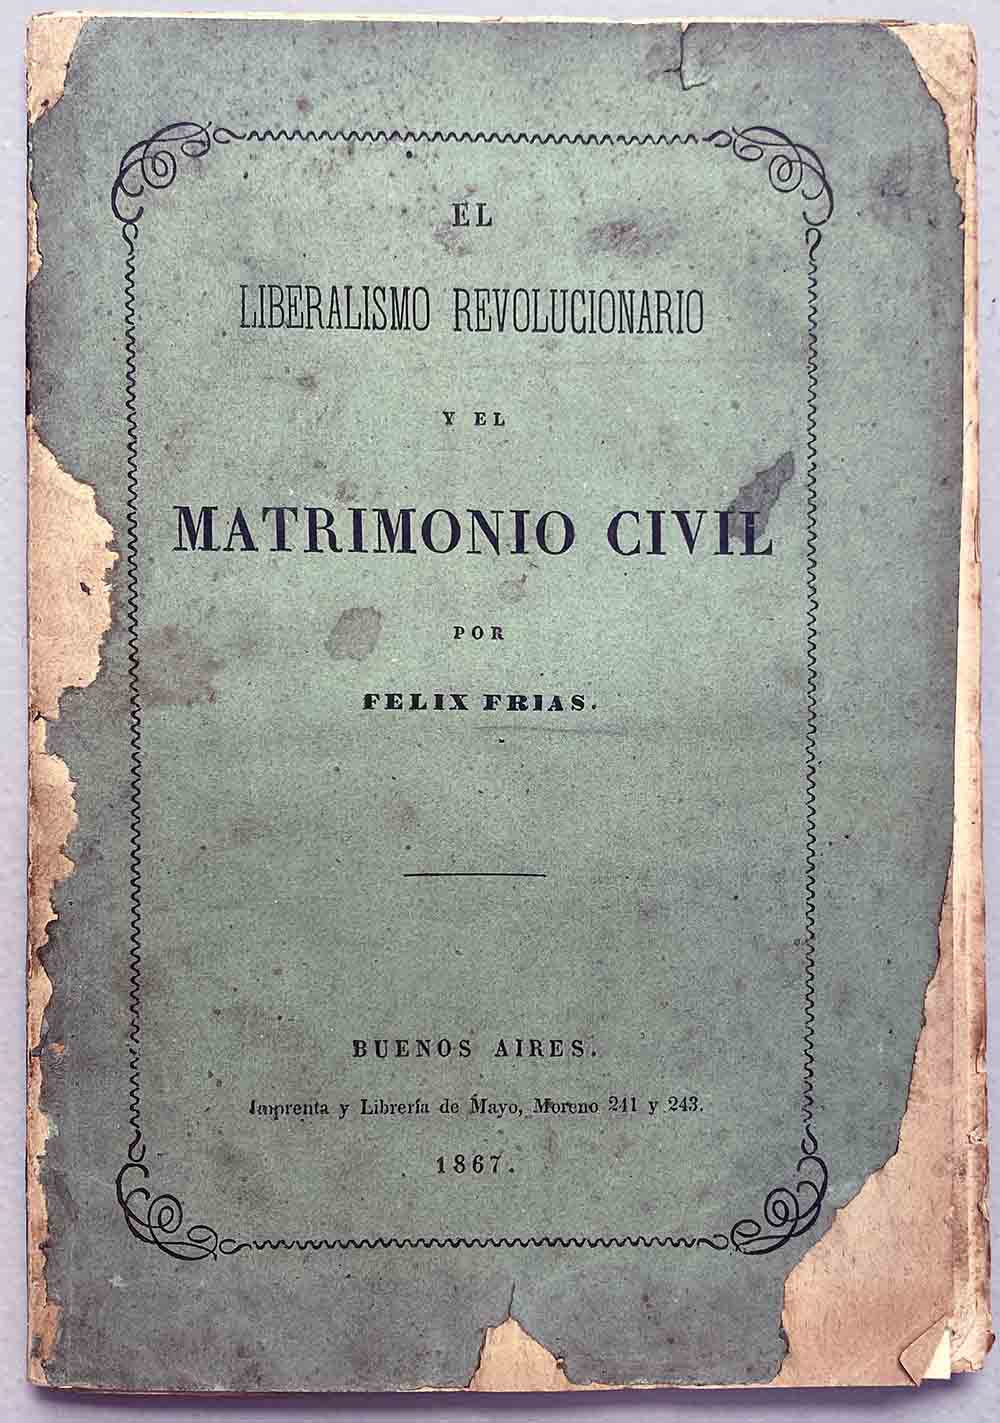 EL
LIBERALISMO REVOLUCIONARIO
Y EL
MATRIMONIO CIVIL
POR
FELIX FRIAS.
BUENOS AIRES.
Imprenta y Librería de Mayo, Moreno 241 y 243.
1867.